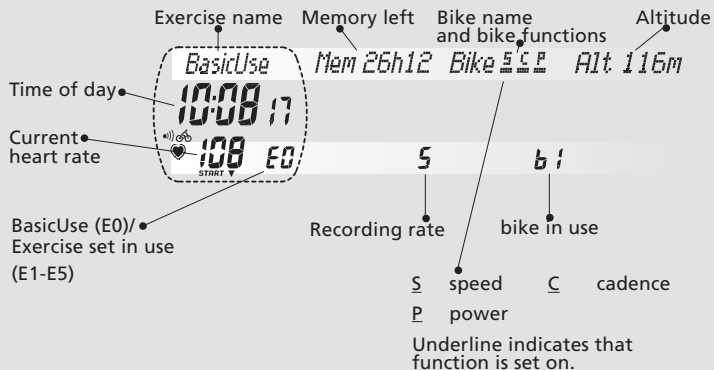 Exercise name
Memory left
Bike name
and bike functions
Altitude
BasicUse
Mem 26h12
Bike S C P
Alt. 116m
Time of day
10:08 17
Current
heart rate
108
E0
START ▼
5
b1
BasicUse (E0)/
Exercise set in use
(E1-E5)
Recording rate
bike in use
S speed
C cadence
P power
Underline indicates that
function is set on.